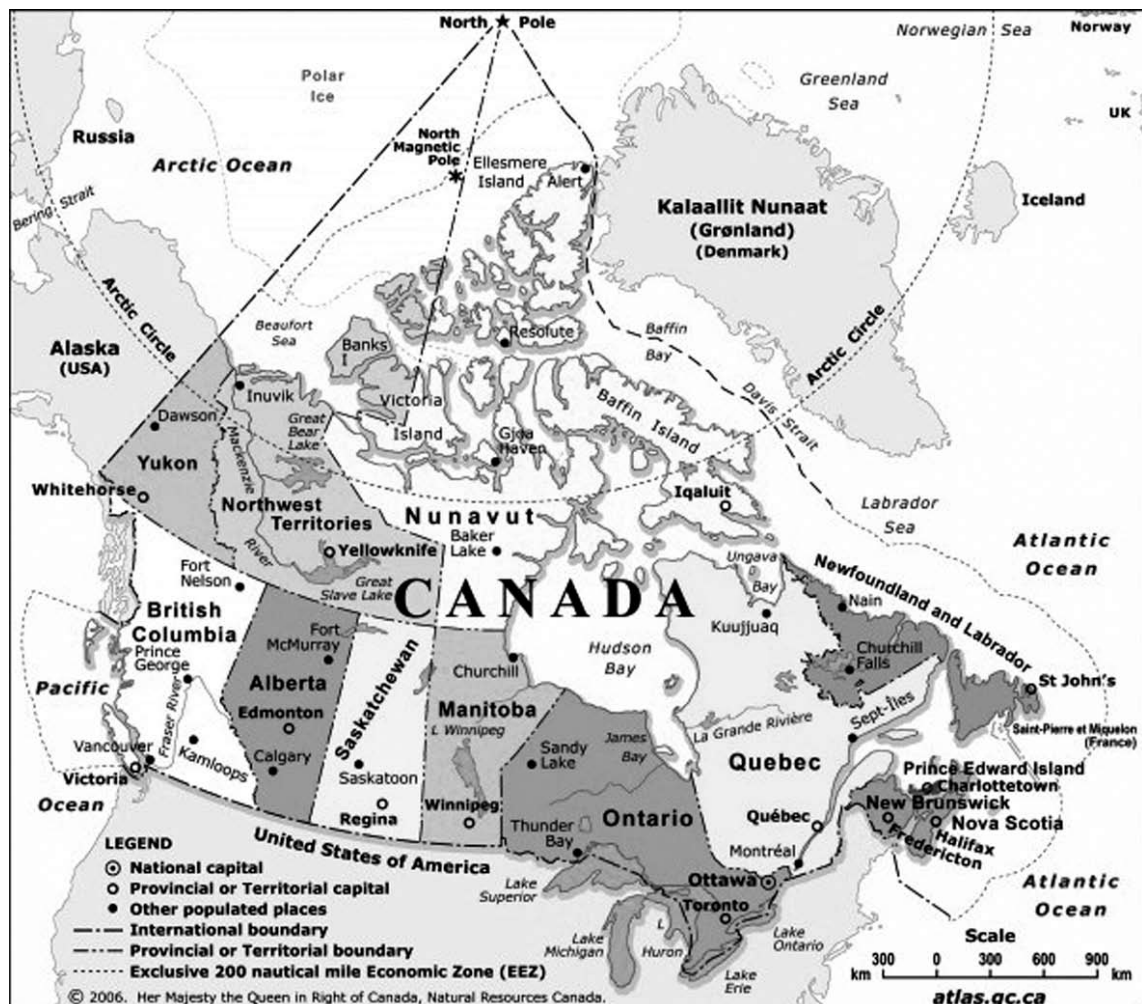 North Pole
Norwegian Sea
Norway
Polar
Ice
Greenland
Sea
UK
Russia
Arctic Ocean
North
Magnetic
Pole
Ellesmere
Island
Alert
Bering Strait
Kalaallit Nunaat
(Grønland)
(Denmark)
Iceland
Arctic Circle
Beaufort
Sea
Resolute
Baffin
Bay
Arctic Circle
Alaska
(USA)
Banks
I
Victoria
Island
Davis Strait
Baffin Island
Inuvik
Dawson
Great
Bear
Lake
Gjoa
Haven
Mackenzie
River
Yukon
Whitehorse
Iqaluit
Northwest
Territories
Nunavut
Labrador
Sea
Yellowknife
Baker
Lake
Ungava
Bay
Atlantic
Ocean
Fort
Nelson
Great
Slave Lake
CANADA
Newfoundland and Labrador
Nain
British
Columbia
Kuujjuaq
Fort
McMurray
Hudson
Bay
Churchill
Falls
Prince
George
Churchill
Pacific
Ocean
Alberta
Saskatchewan
Manitoba
St John's
Edmonton
L Winnipeg
La Grande Rivière
Sept-Îles
Saint-Pierre et Miquelon
(France)
Fraser River
James
Bay
Vancouver
Kamloops
Calgary
Saskatoon
Sandy
Lake
Quebec
Prince Edward Island
Charlottetown
Victoria
Regina
Winnipeg
New Brunswick
Nova Scotia
Halifax
Fredericton
Ontario
Québec
United States of America
Thunder
Bay
Montréal
Ottawa
Toronto
Lake
Superior
Lake
Michigan
L
Huron
Lake
Ontario
Lake
Erie
Atlantic
Ocean
LEGEND
National capital
Provincial or Territorial capital
Other populated places
International boundary
Provincial or Territorial boundary
Exclusive 200 nautical mile Economic Zone (EEZ)
Scale
km 300 0 300 600 900 km
© 2006. Her Majesty the Queen in Right of Canada, Natural Resources Canada.
atlas.gc.ca